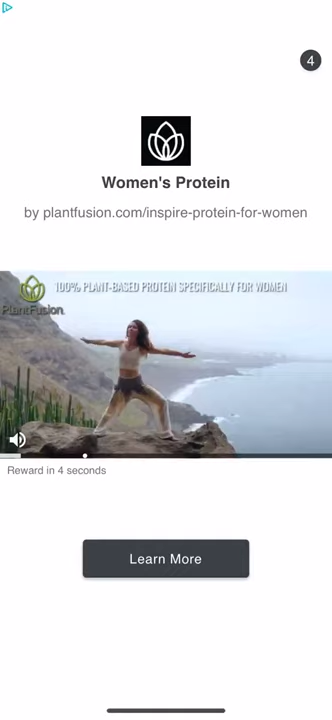 4
Women's Protein
by plantfusion.com/inspire-protein-for-women
100% PLANT-BASED PROTEIN SPECIFICALLY FOR WOMEN
PlantFusion.
Reward in 4 seconds
Learn More